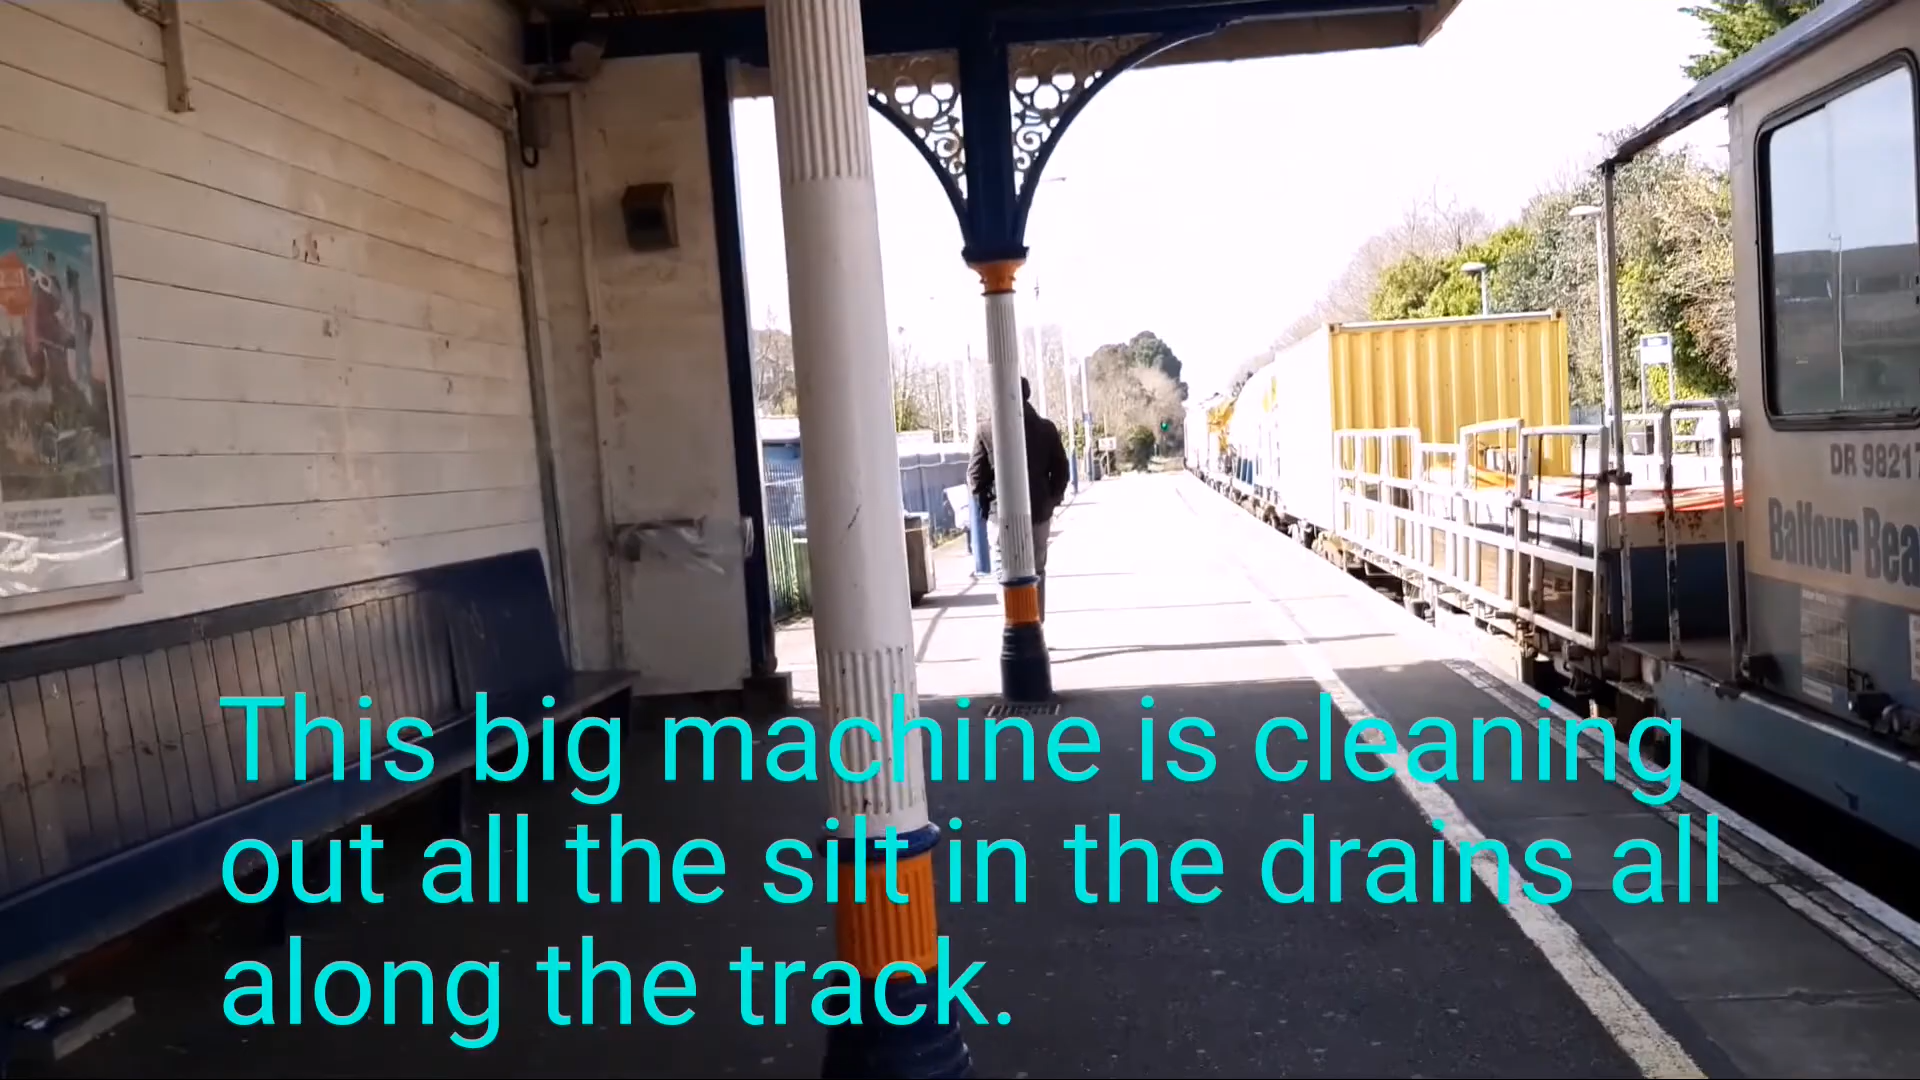 DR 9821
Balfour Bea
This big machine is cleaning
out all the silt in the drains all
along the track.